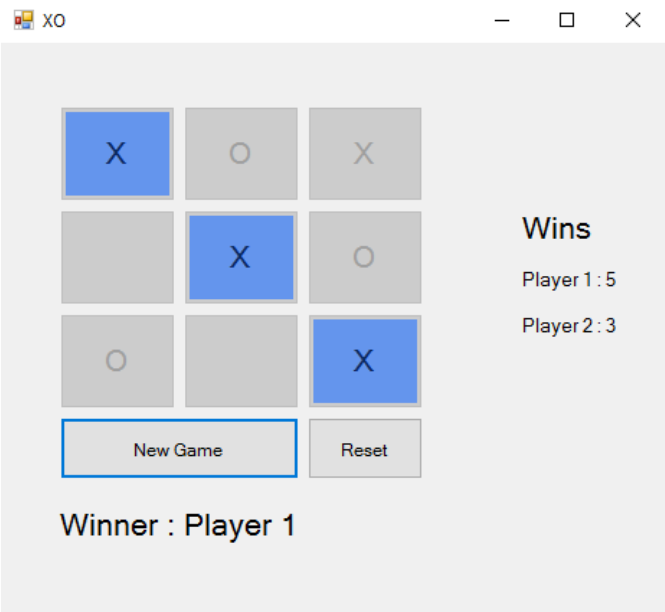 XO
X O X
X O
O X
Wins
Player 1 : 5
Player 2 : 3
New Game Reset
Winner : Player 1